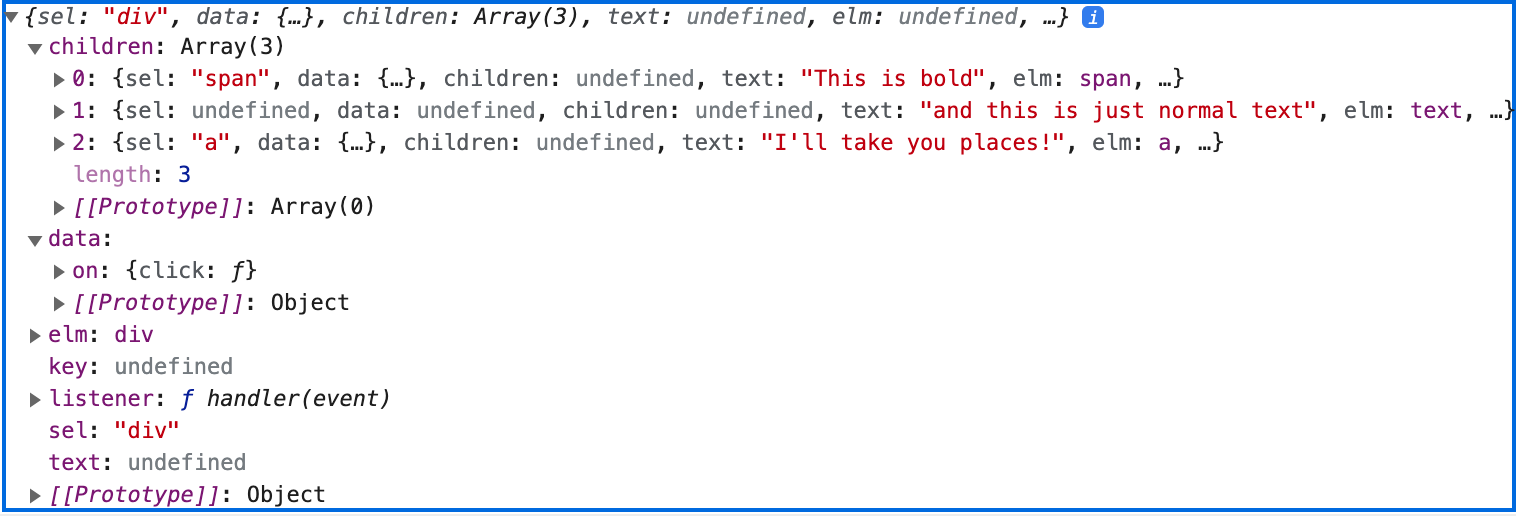 ▼{sel: "div", data: {…}, children: Array(3), text: undefined, elm: undefined, …} i
▼children: Array(3)
▶0: {sel: "span", data: {…}, children: undefined, text: "This is bold", elm: span, …}
▶1: {sel: undefined, data: undefined, children: undefined, text: "and this is just normal text", elm: text, …}
▶2: {sel: "a", data: {…}, children: undefined, text: "I'll take you places!", elm: a, …}
length: 3
▶[[Prototype]]: Array(0)
▼data:
▶on: {click: ƒ}
▶[[Prototype]]: Object
▶elm: div
key: undefined
▶listener: ƒ handler(event)
sel: "div"
text: undefined
▶[[Prototype]]: Object